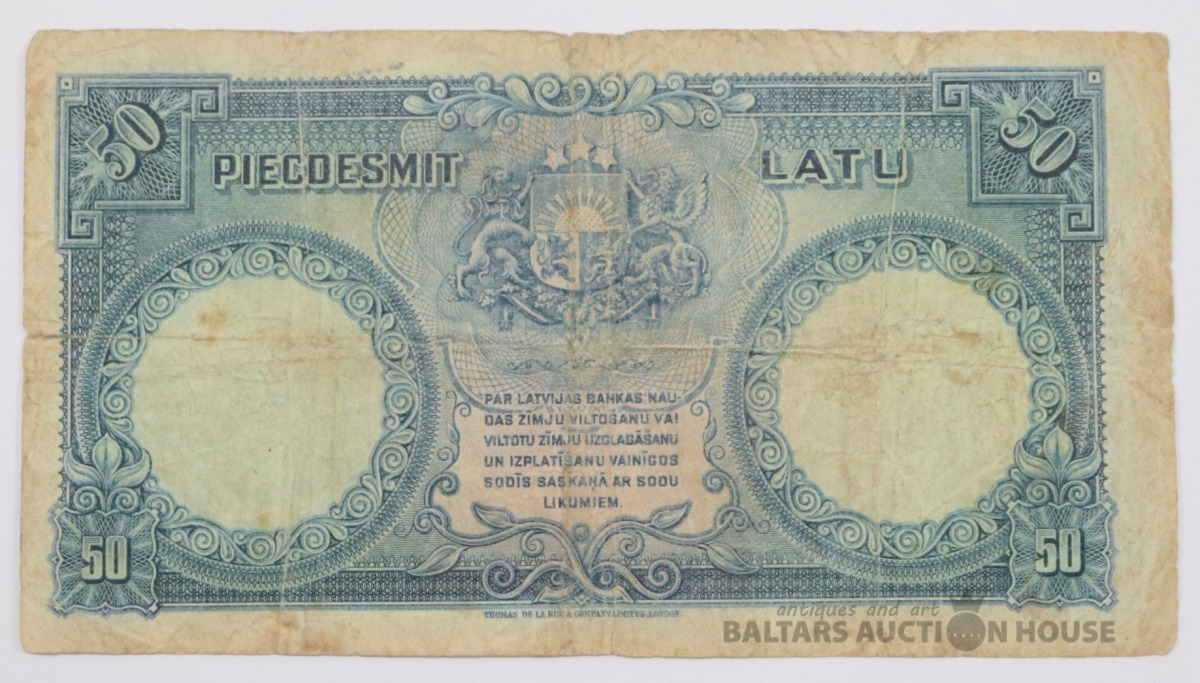 50 50
PIECDESMIT LATU
PAR LATVIJAS BANKAS NAU-
DAS ZĪMJU VILTOŠANU VAI
VILTOTU ZĪMJU UZGLABĀŠANU
UN IZPLATĪŠANU VAINĪGOS
SODĪS SASKAŅĀ AR SODU
LIKUMIEM.
50 50
THOMAS DE LA RUE & COMPANY LIMITED, LONDON.
antiques and art
BALTARS AUCTION HOUSE